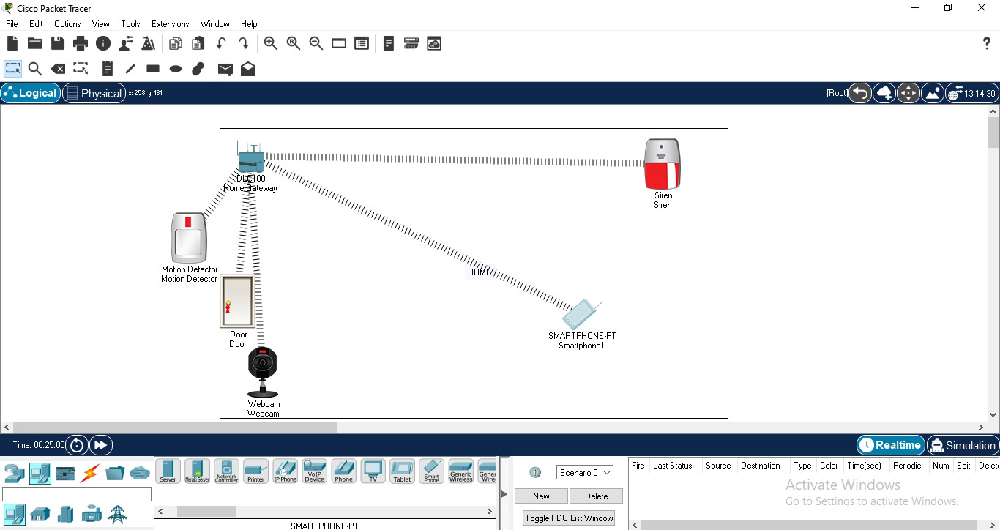 Cisco Packet Tracer
File Edit Options View Tools Extensions Window Help
Logical Physical x: 258, y: 161 [Root] 13:14:30
DLC100
Home Gateway
Siren
Siren
Motion Detector
Motion Detector
HOME
SMARTPHONE-PT
Smartphone1
Door
Door
Webcam
Webcam
Time: 00:25:00 Realtime Simulation
Server Meraki Server Network Controller Printer IP Phone VoIP Device Phone TV Tablet Smart Phone Generic Wireless
SMARTPHONE-PT
Scenario 0
New Delete
Toggle PDU List Window
Fire Last Status Source Destination Type Color Time(sec) Periodic Num Edit Delet
Activate Windows
Go to Settings to activate Windows.